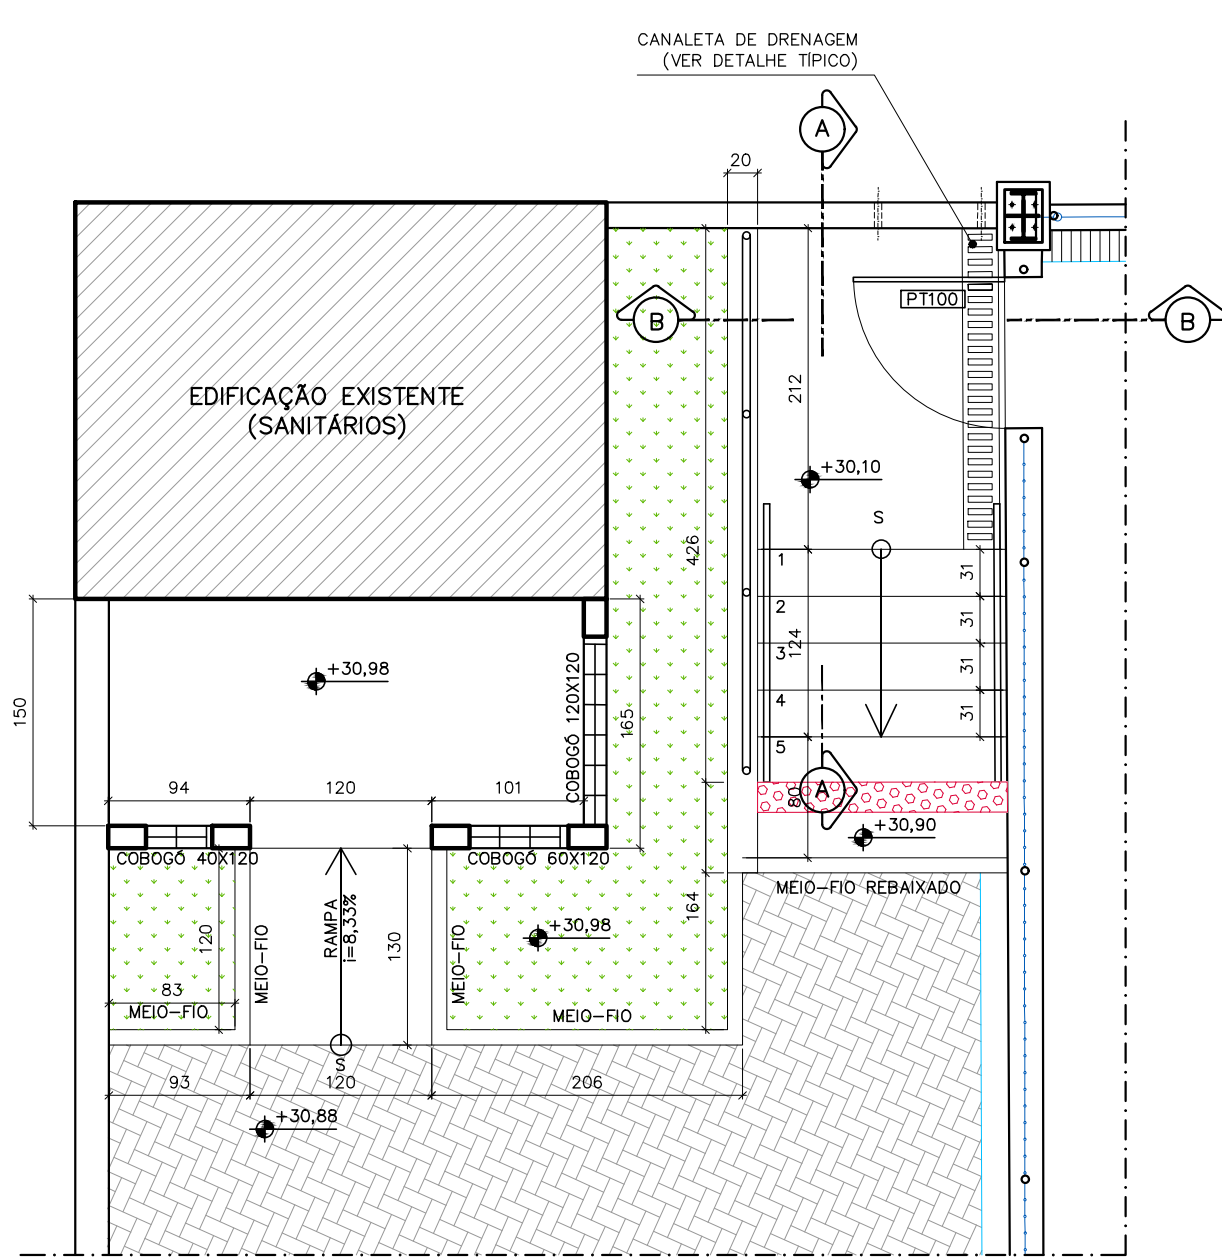 CANALETA DE DRENAGEM
(VER DETALHE TÍPICO)
A
20
B
PT100
B
EDIFICAÇÃO EXISTENTE
(SANITÁRIOS)
212
+30,10
S
426
1
31
2
31
124
3
31
4
31
5
150
+30,98
COBOGÓ 120X120
165
94
120
101
A
80
+30,90
COBOGÓ 40X120
COBOGÓ 60X120
MEIO-FIO REBAIXADO
164
120
MEIO-FIO
RAMPA
i=8,33%
130
MEIO-FIO
+30,98
83
MEIO-FIO
MEIO-FIO
S
93
120
206
+30,88